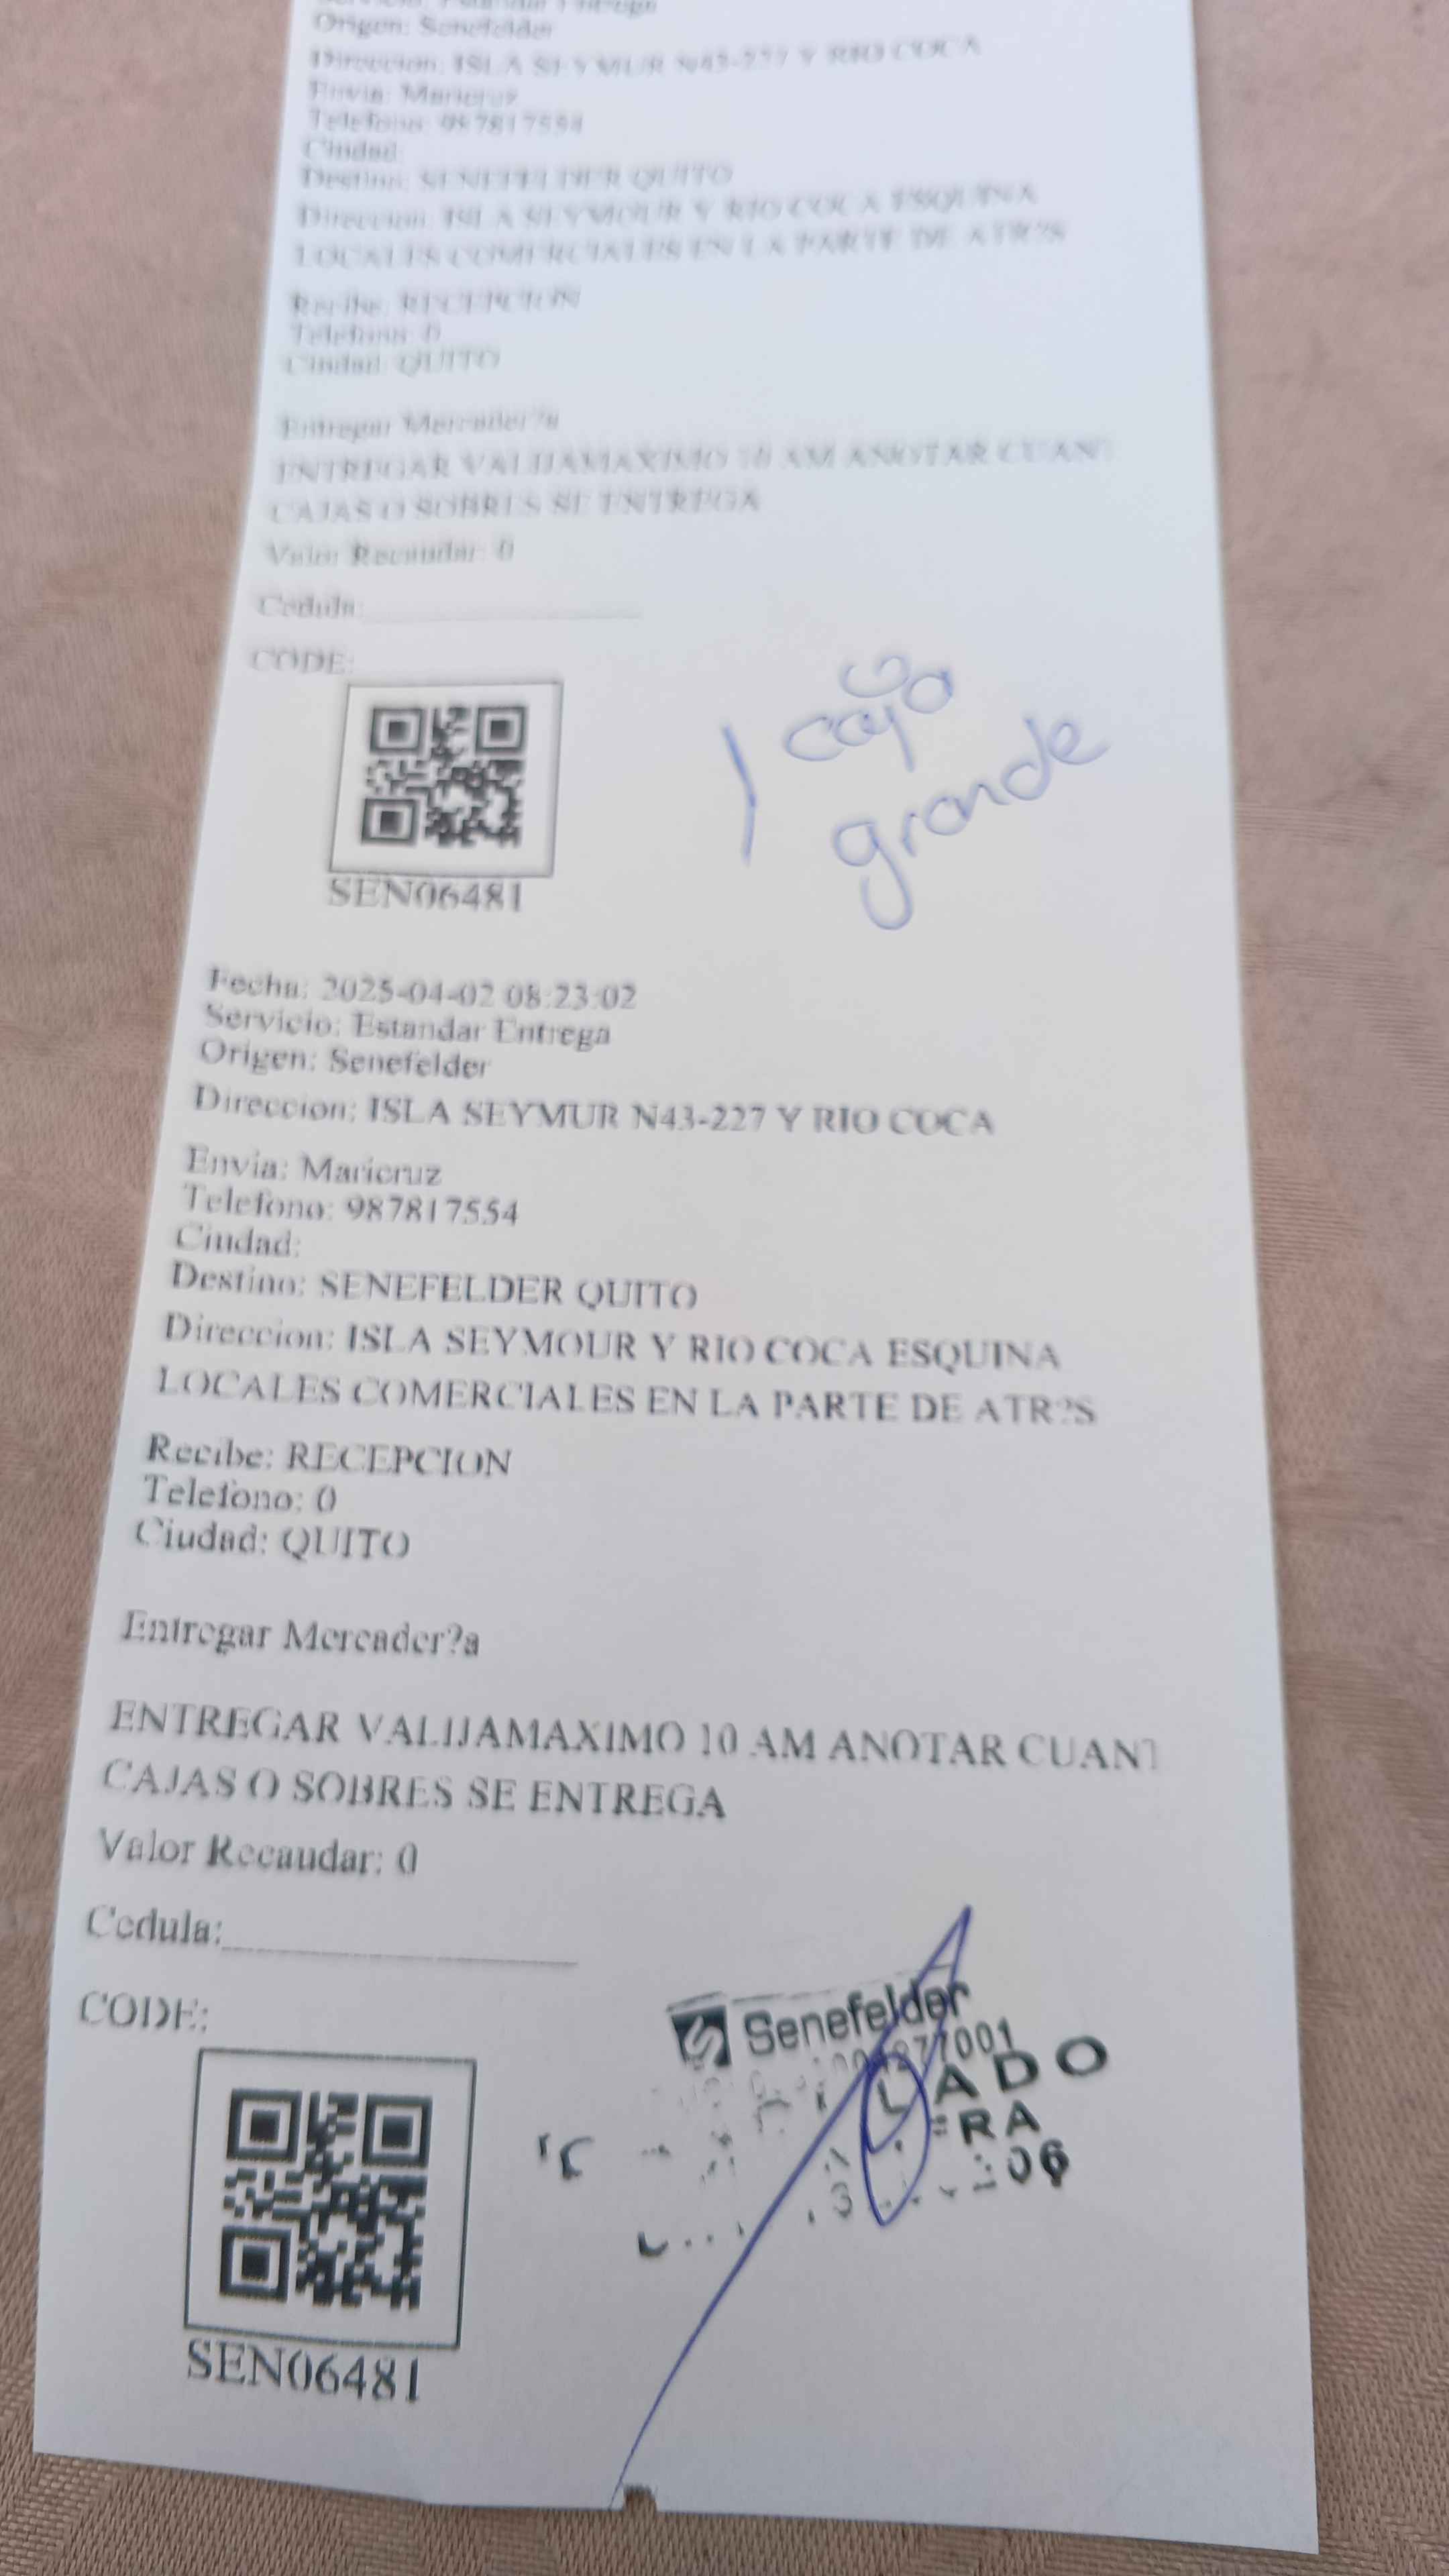 Origen: Senefelder
Direccion: ISLA SEYMUR N43-227 Y RIO COCA
Envia: Maricruz
Telefono: 987817554
Ciudad:
Destino: SENEFELDER QUITO
Direccion: ISLA SEYMOUR Y RIO COCA ESQUINA
LOCALES COMERCIALES EN LA PARTE DE ATR?S
Recibe: RECEPCION
Telefono: 0
Ciudad: QUITO
Entregar Mercader?a
ENTREGAR VALIJAMAXIMO 10 AM ANOTAR CUANT
CAJAS O SOBRES SE ENTREGA
Valor Recaudar: 0
Cedula:
CODE:
1 caja
grande
SEN06481
Fecha: 2025-04-02 08:23:02
Servicio: Estandar Entrega
Origen: Senefelder
Direccion: ISLA SEYMUR N43-227 Y RIO COCA
Envia: Maricruz
Telefono: 987817554
Ciudad:
Destino: SENEFELDER QUITO
Direccion: ISLA SEYMOUR Y RIO COCA ESQUINA
LOCALES COMERCIALES EN LA PARTE DE ATR?S
Recibe: RECEPCION
Telefono: 0
Ciudad: QUITO
Entregar Mercader?a
ENTREGAR VALIJAMAXIMO 10 AM ANOTAR CUANT
CAJAS O SOBRES SE ENTREGA
Valor Recaudar: 0
Cedula:
CODE:
Senefelder
SEN06481